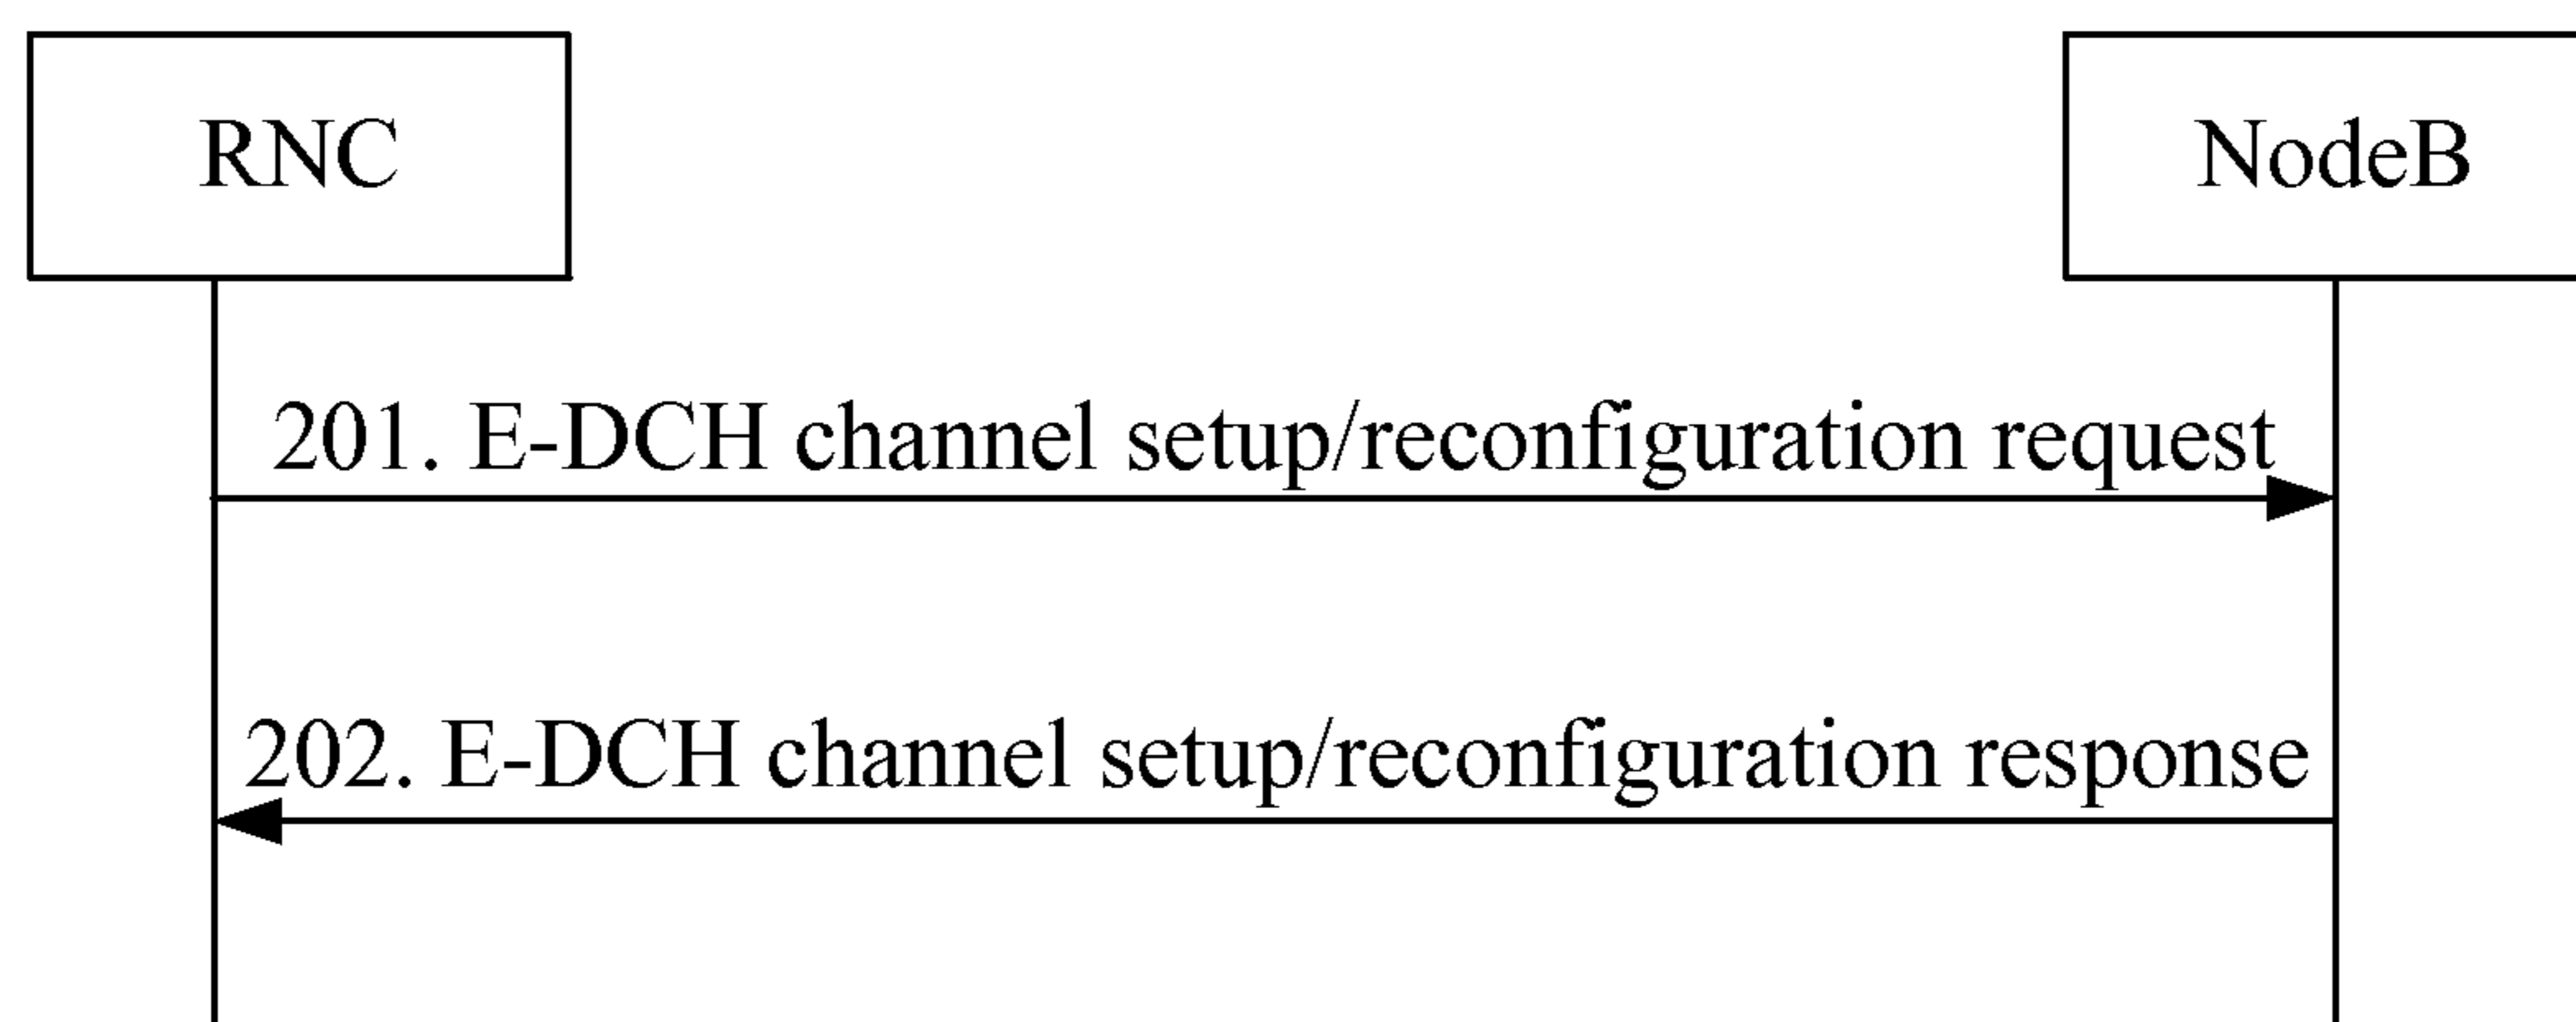 RNC
NodeB
201. E-DCH channel setup/reconfiguration request
202. E-DCH channel setup/reconfiguration response